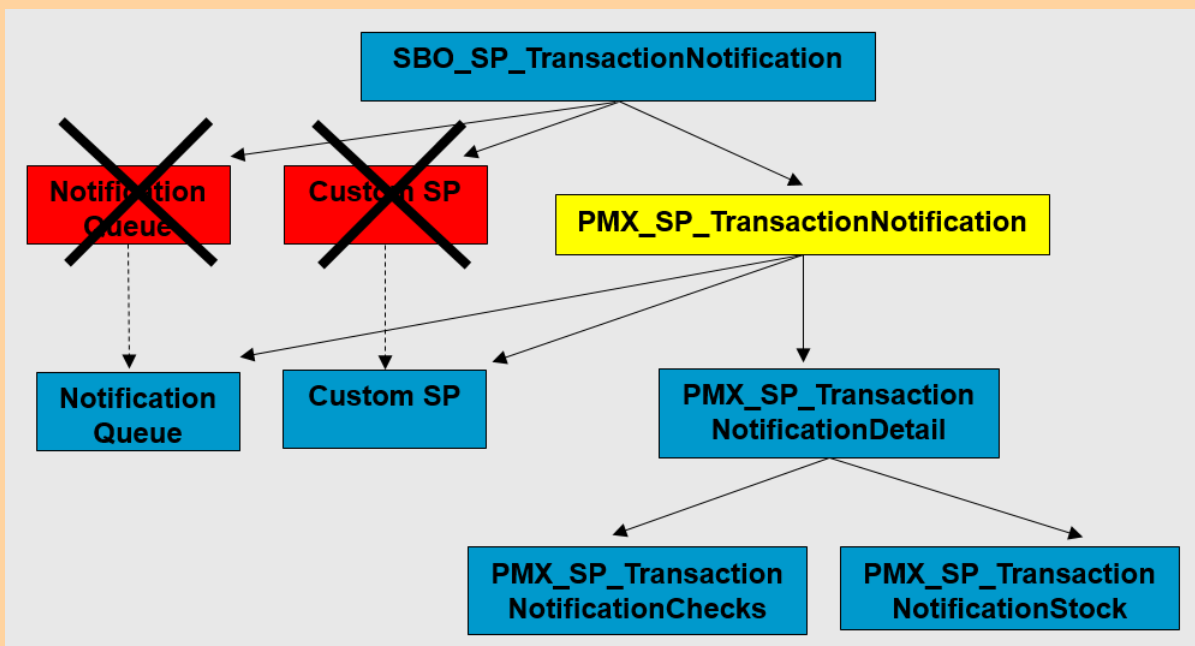 SBO_SP_TransactionNotification
Notification
Queue
Custom SP
PMX_SP_TransactionNotification
Notification
Queue
Custom SP
PMX_SP_Transaction
NotificationDetail
PMX_SP_Transaction
NotificationChecks
PMX_SP_Transaction
NotificationStock